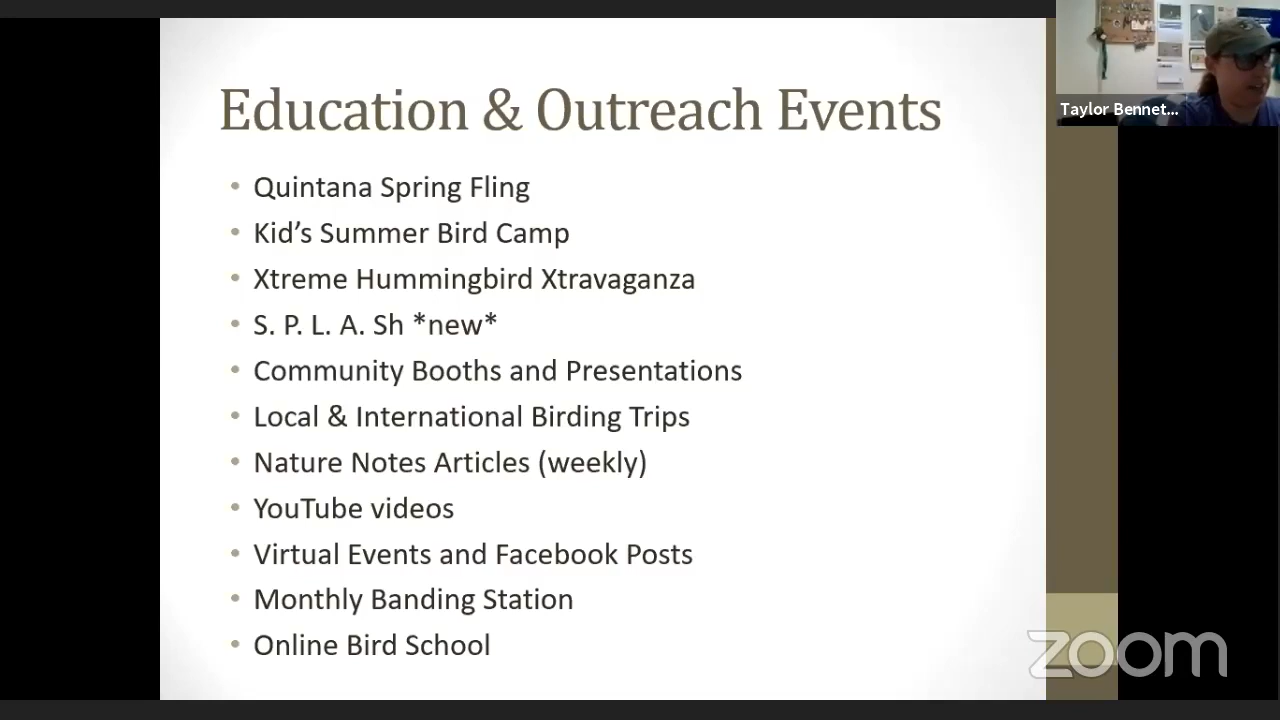 Education & Outreach Events
Taylor Bennet...
• Quintana Spring Fling
• Kid’s Summer Bird Camp
• Xtreme Hummingbird Xtravaganza
• S. P. L. A. Sh *new*
• Community Booths and Presentations
• Local & International Birding Trips
• Nature Notes Articles (weekly)
• YouTube videos
• Virtual Events and Facebook Posts
• Monthly Banding Station
• Online Bird School
zoom